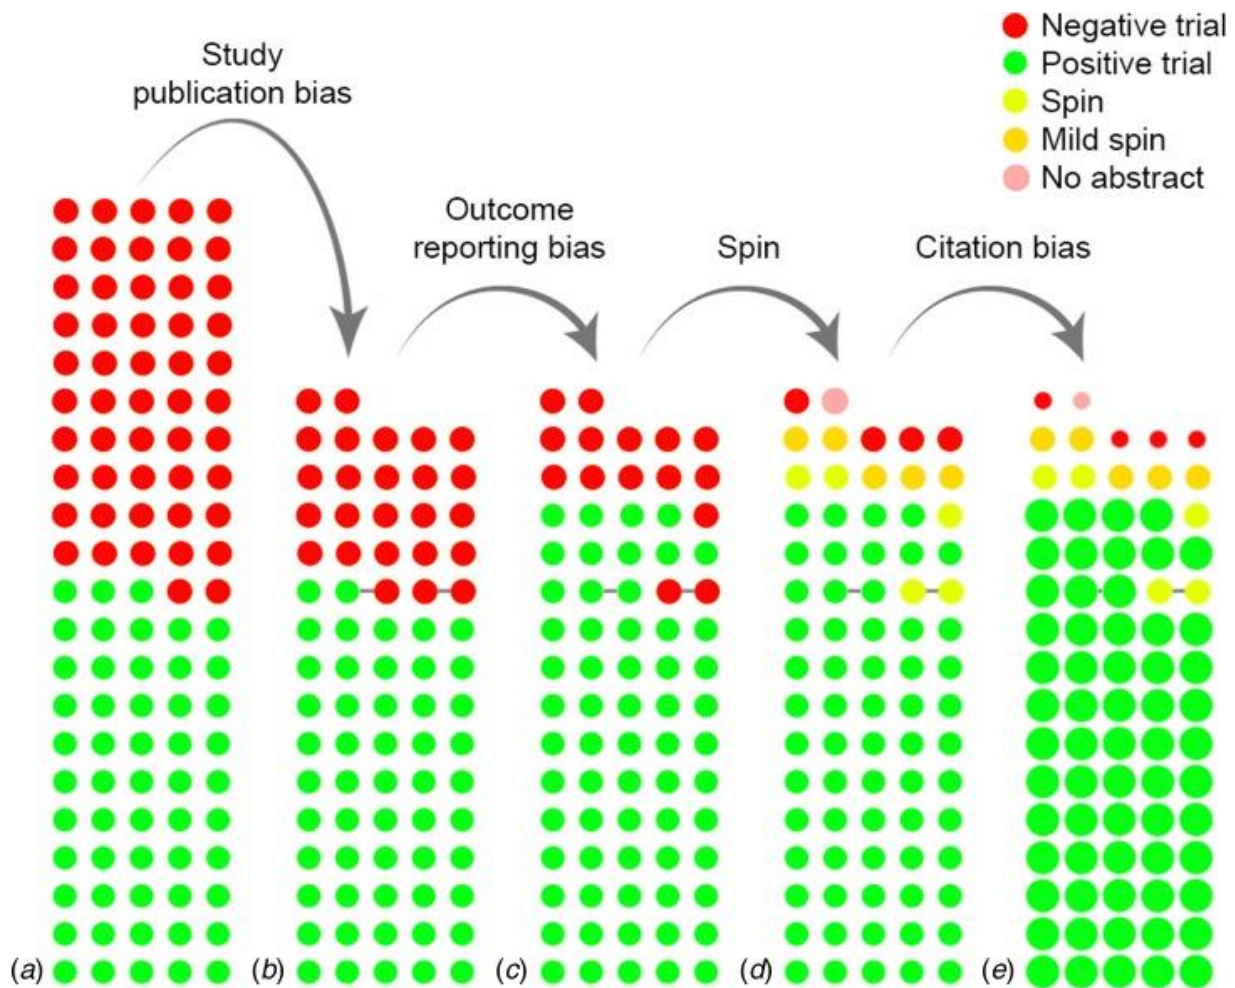 Negative trial
Positive trial
Spin
Mild spin
No abstract
Study
publication bias
Outcome
reporting bias
Spin
Citation bias
(a)
(b)
(c)
(d)
(e)